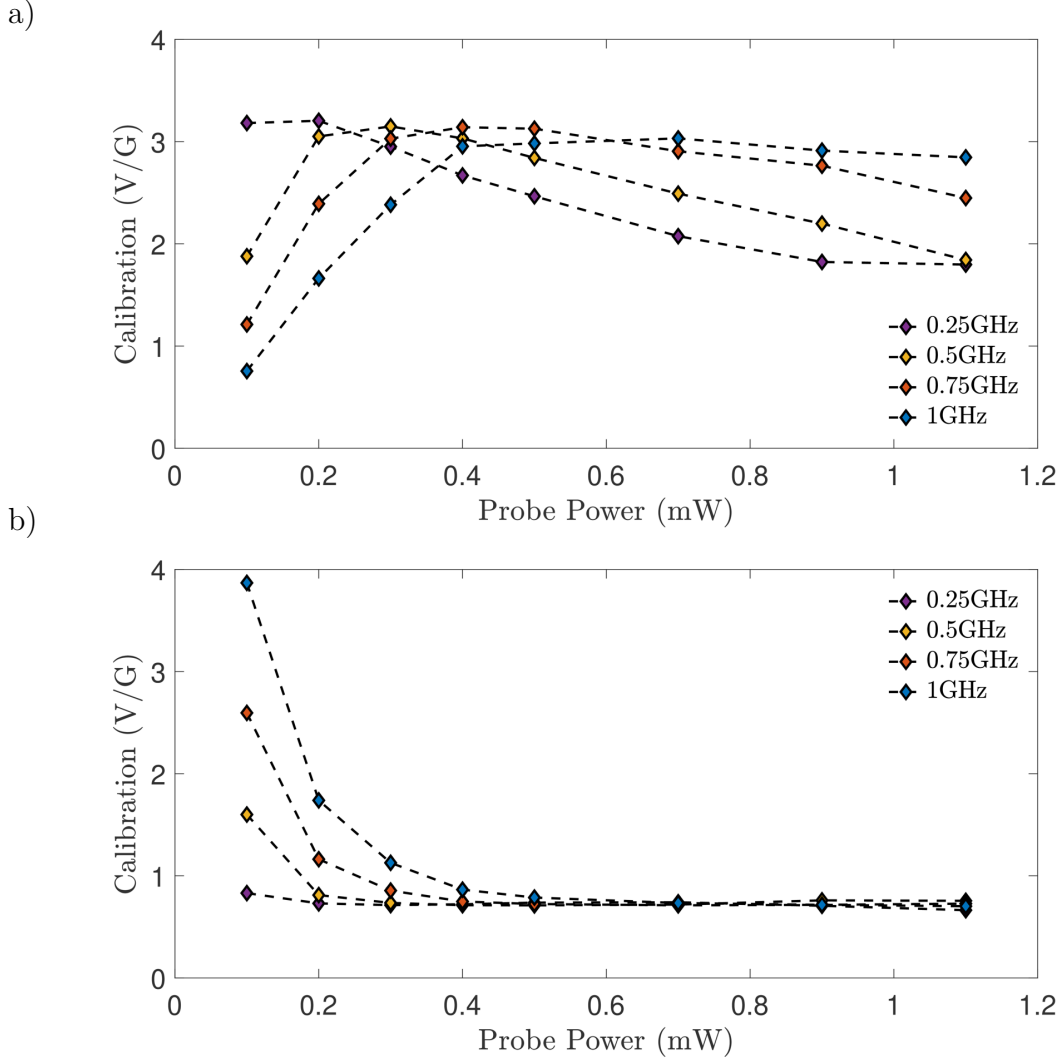 a)
4
3
2
1
0
Calibration (V/G)
0.25GHz
0.5GHz
0.75GHz
1GHz
0 0.2 0.4 0.6 0.8 1 1.2
Probe Power (mW)
b)
4
3
2
1
0
Calibration (V/G)
0.25GHz
0.5GHz
0.75GHz
1GHz
0 0.2 0.4 0.6 0.8 1 1.2
Probe Power (mW)